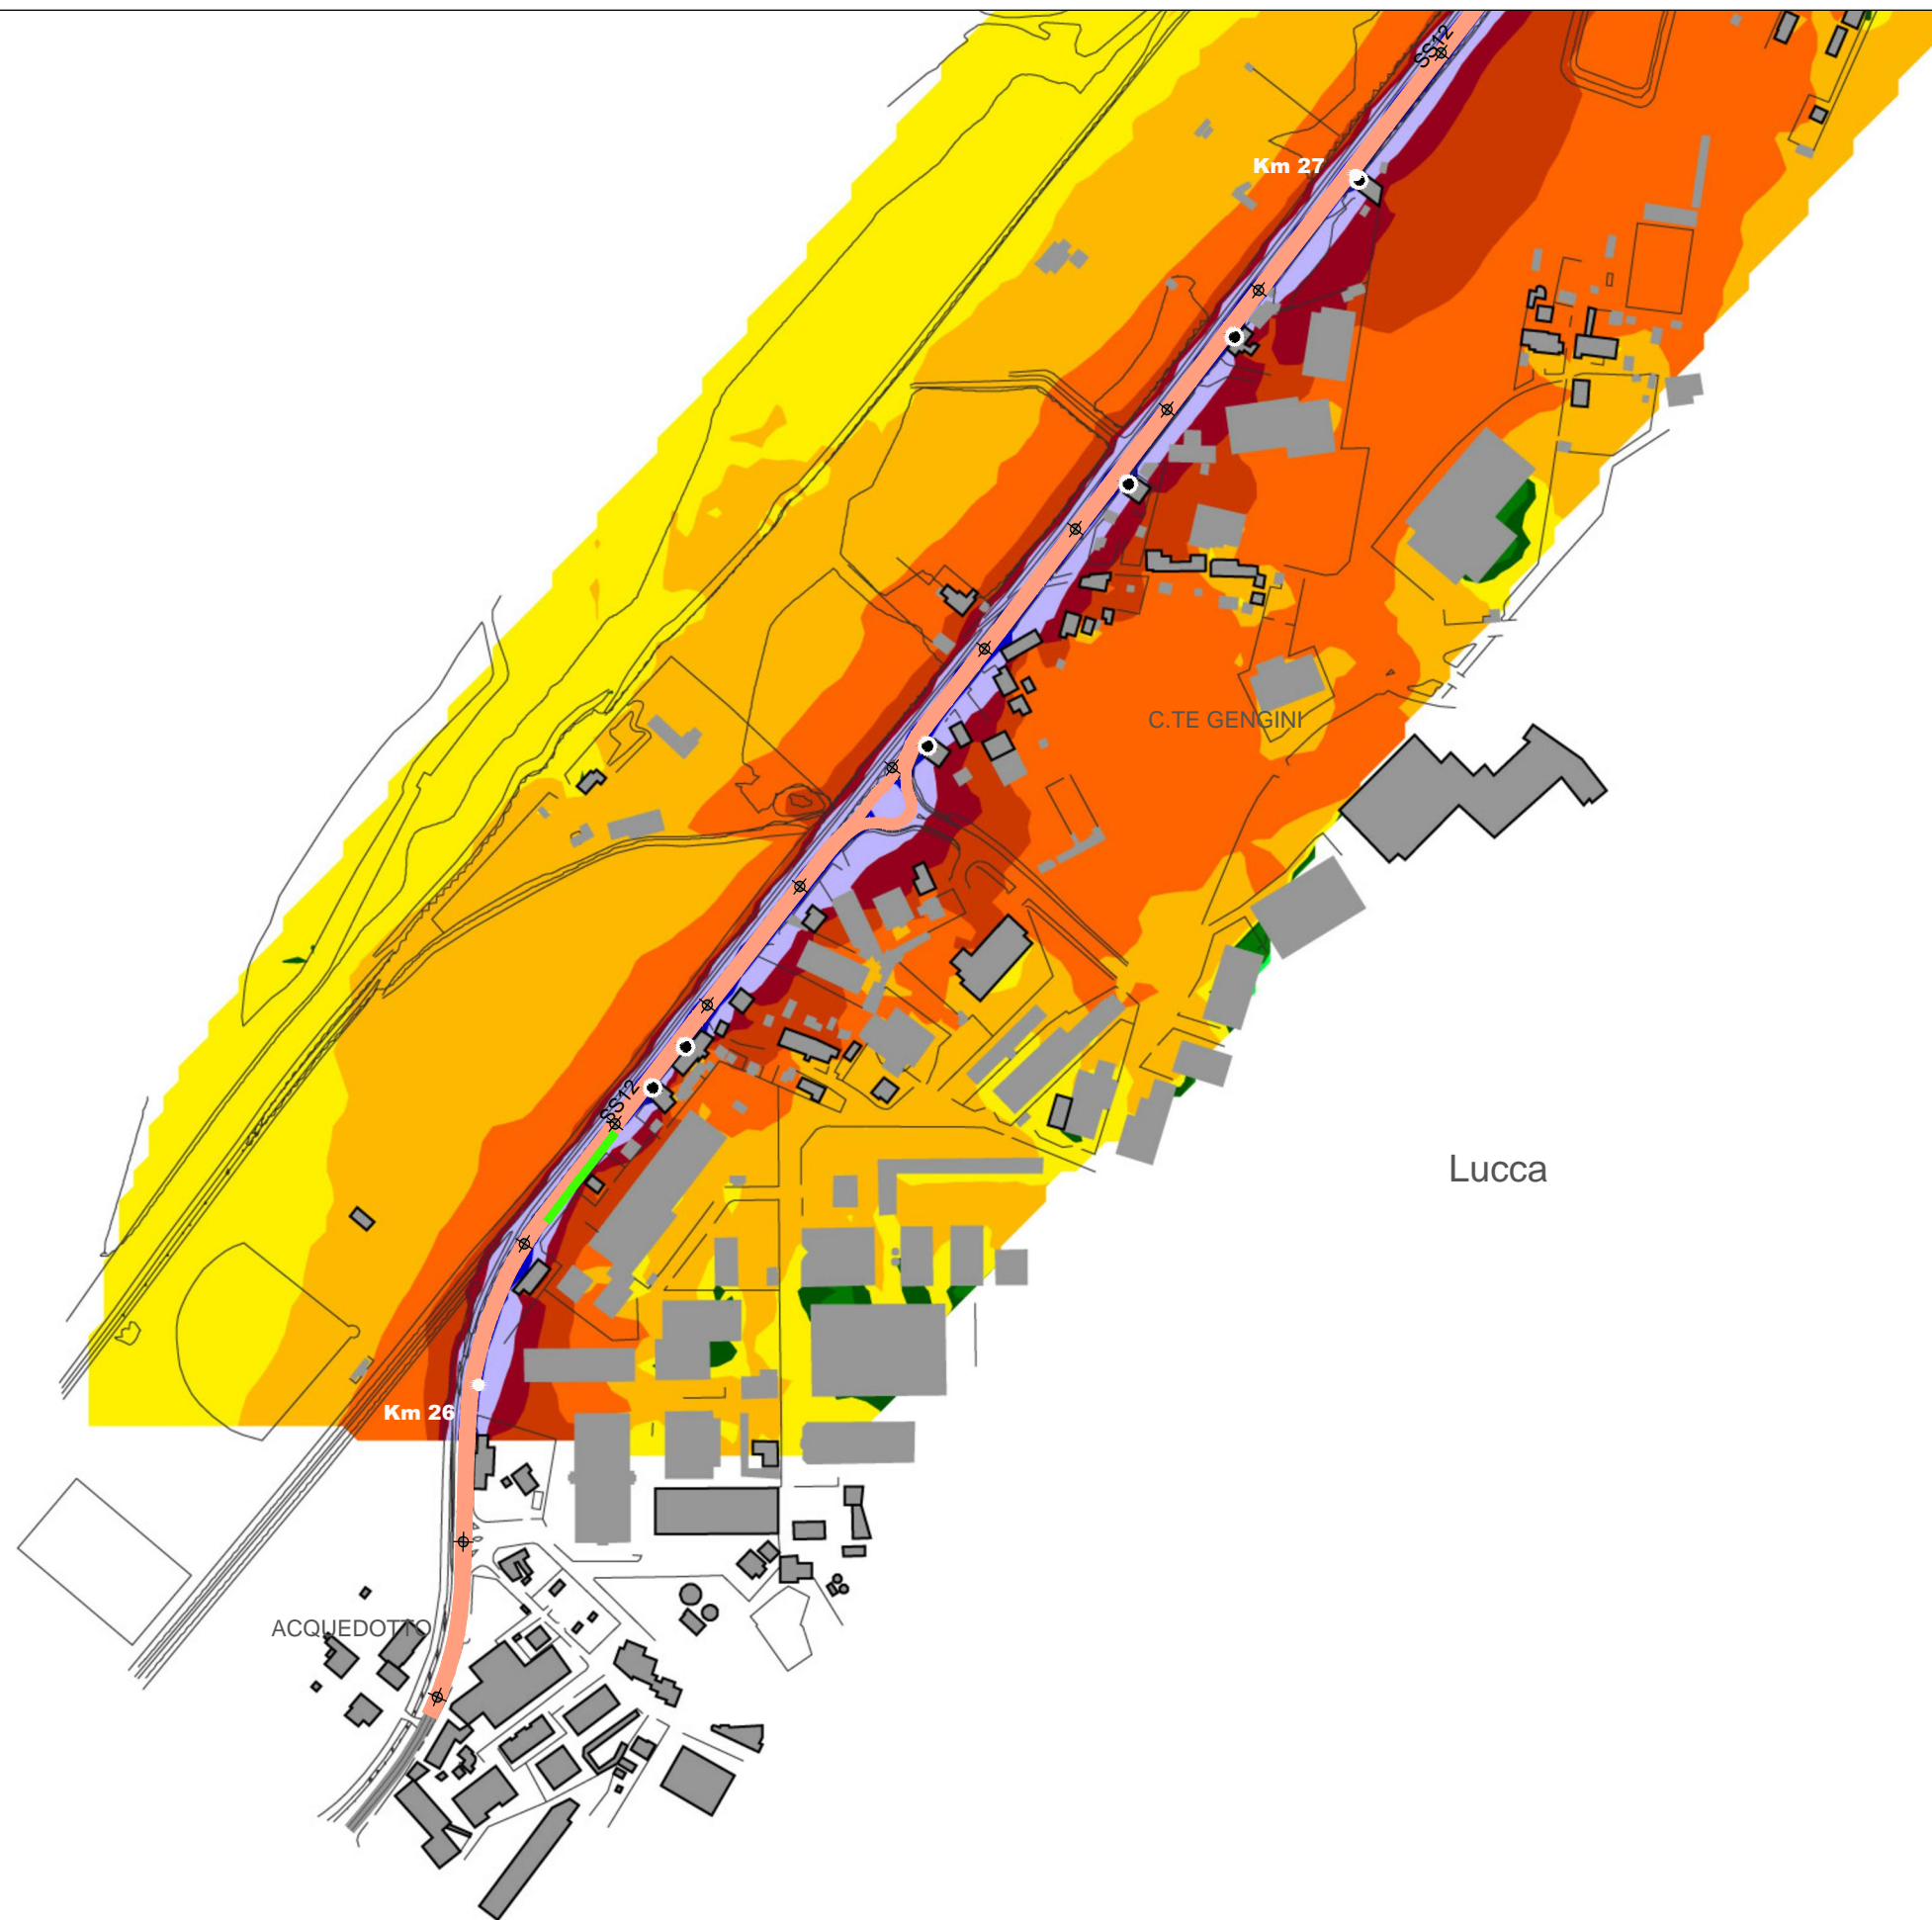 SS12
Km 27
C.TE GENGINI
SS12
Lucca
Km 26
ACQUEDOTTO